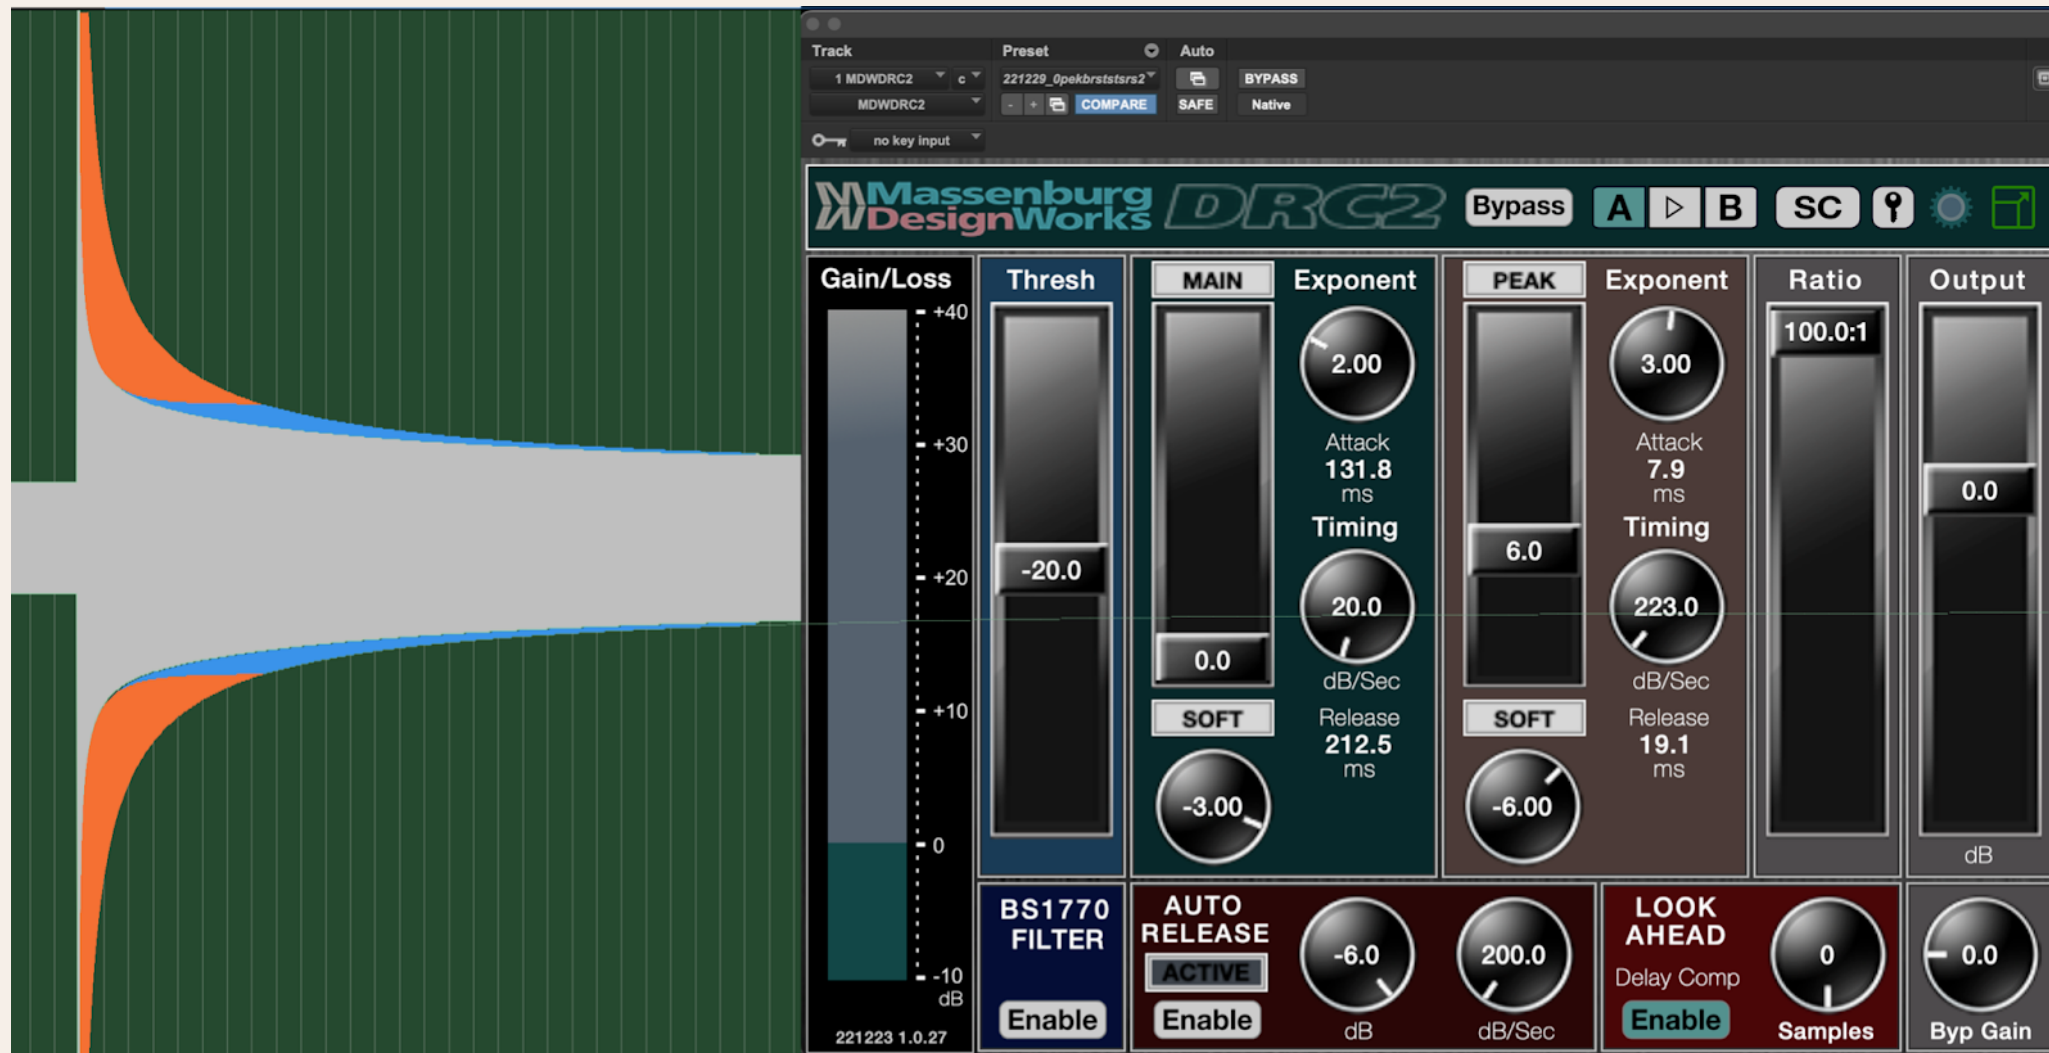 Track
Preset
Auto
1 MDWDRC2
c
221229_0pekbrststsrs2
BYPASS
MDWDRC2
- +
COMPARE
SAFE
Native
no key input
Massenburg
DesignWorks
DRC2
Bypass
A
B
SC
Gain/Loss
+40
+30
+20
+10
0
-10
dB
221223 1.0.27
Thresh
-20.0
MAIN
0.0
SOFT
-3.00
Exponent
2.00
Attack
131.8
ms
Timing
20.0
dB/Sec
Release
212.5
ms
PEAK
6.0
SOFT
-6.00
Exponent
3.00
Attack
7.9
ms
Timing
223.0
dB/Sec
Release
19.1
ms
Ratio
100.0:1
Output
0.0
dB
BS1770
FILTER
Enable
AUTO
RELEASE
ACTIVE
Enable
-6.0
dB
200.0
dB/Sec
LOOK
AHEAD
Delay Comp
Enable
0
Samples
0.0
Byp Gain